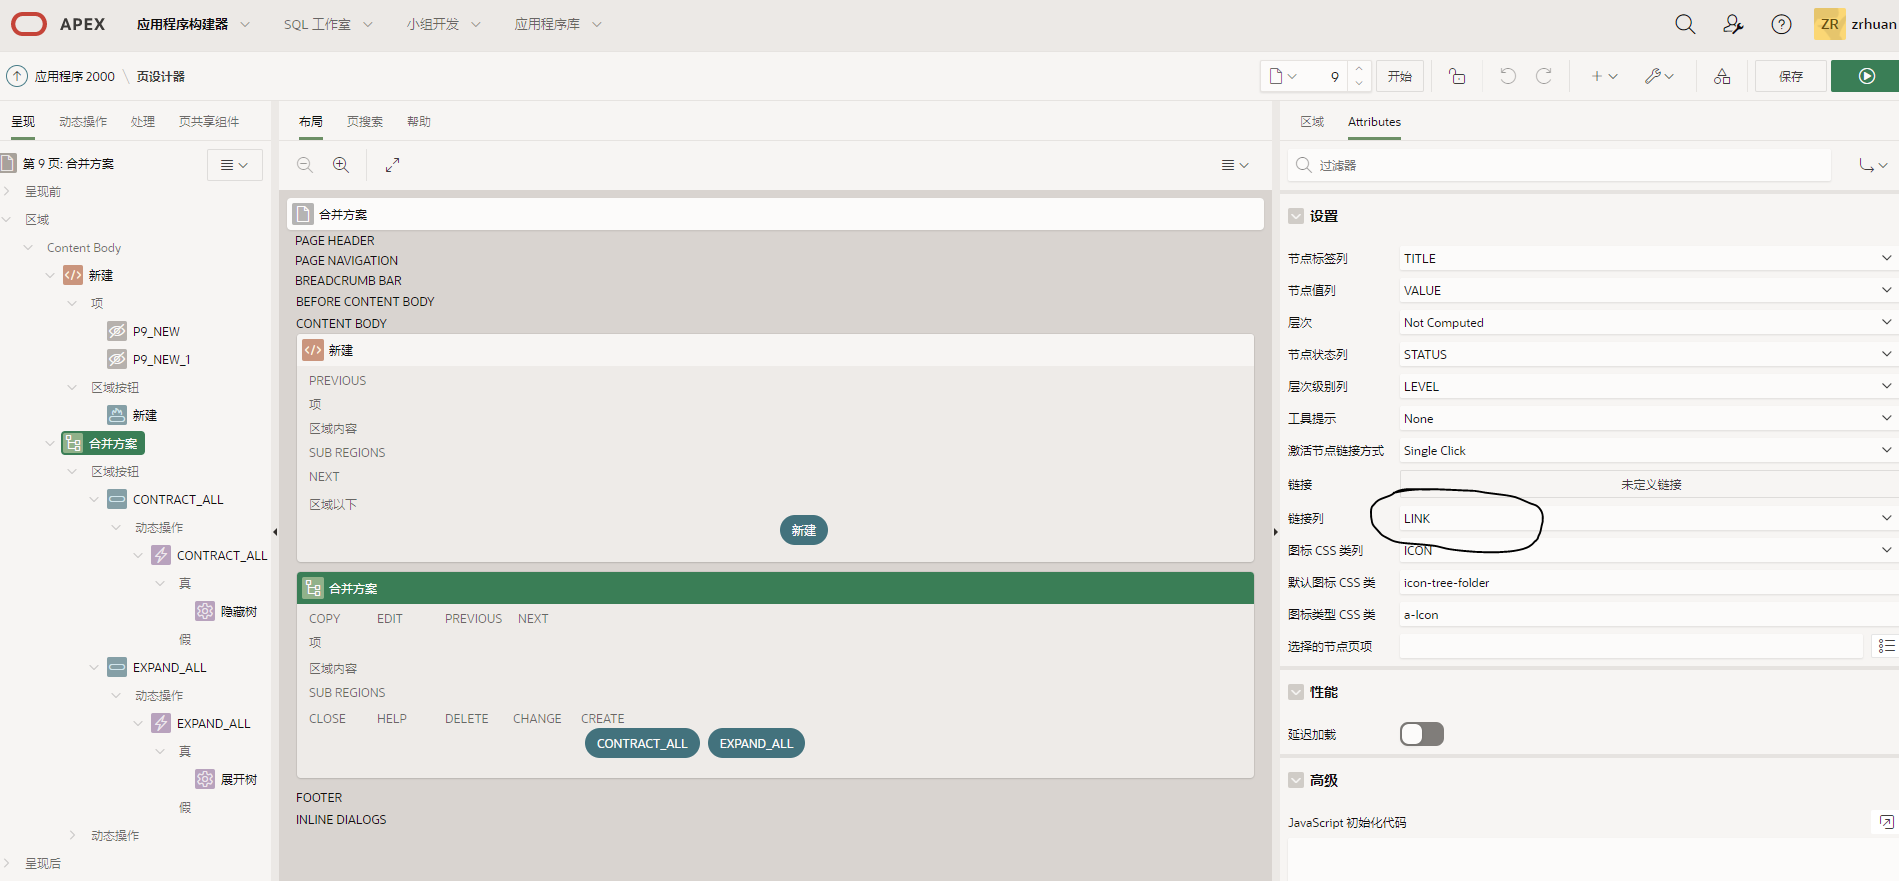 APEX 应用程序构建器 SQL 工作室 小组开发 应用程序库 ZR zrhuan
应用程序 2000 \ 页设计器 9 开始 保存
呈现 动态操作 处理 页共享组件
第 9 页: 合并方案
呈现前
区域
Content Body
新建
项
P9_NEW
P9_NEW_1
区域按钮
新建
合并方案
区域按钮
CONTRACT_ALL
动态操作
CONTRACT_ALL
真
隐藏树
假
EXPAND_ALL
动态操作
EXPAND_ALL
真
展开树
假
动态操作
呈现后
布局 页搜索 帮助
合并方案
PAGE HEADER
PAGE NAVIGATION
BREADCRUMB BAR
BEFORE CONTENT BODY
CONTENT BODY
新建
PREVIOUS
项
区域内容
SUB REGIONS
NEXT
区域以下
新建
合并方案
COPY EDIT PREVIOUS NEXT
项
区域内容
SUB REGIONS
CLOSE HELP DELETE CHANGE CREATE
CONTRACT_ALL EXPAND_ALL
FOOTER
INLINE DIALOGS
区域 Attributes
过滤器
设置
节点标签列 TITLE
节点值列 VALUE
层次 Not Computed
节点状态列 STATUS
层次级别列 LEVEL
工具提示 None
激活节点链接方式 Single Click
链接 未定义链接
链接列 LINK
图标 CSS 类列 ICON
默认图标 CSS 类 icon-tree-folder
图标类型 CSS 类 a-Icon
选择的节点页项
性能
延迟加载
高级
JavaScript 初始化代码